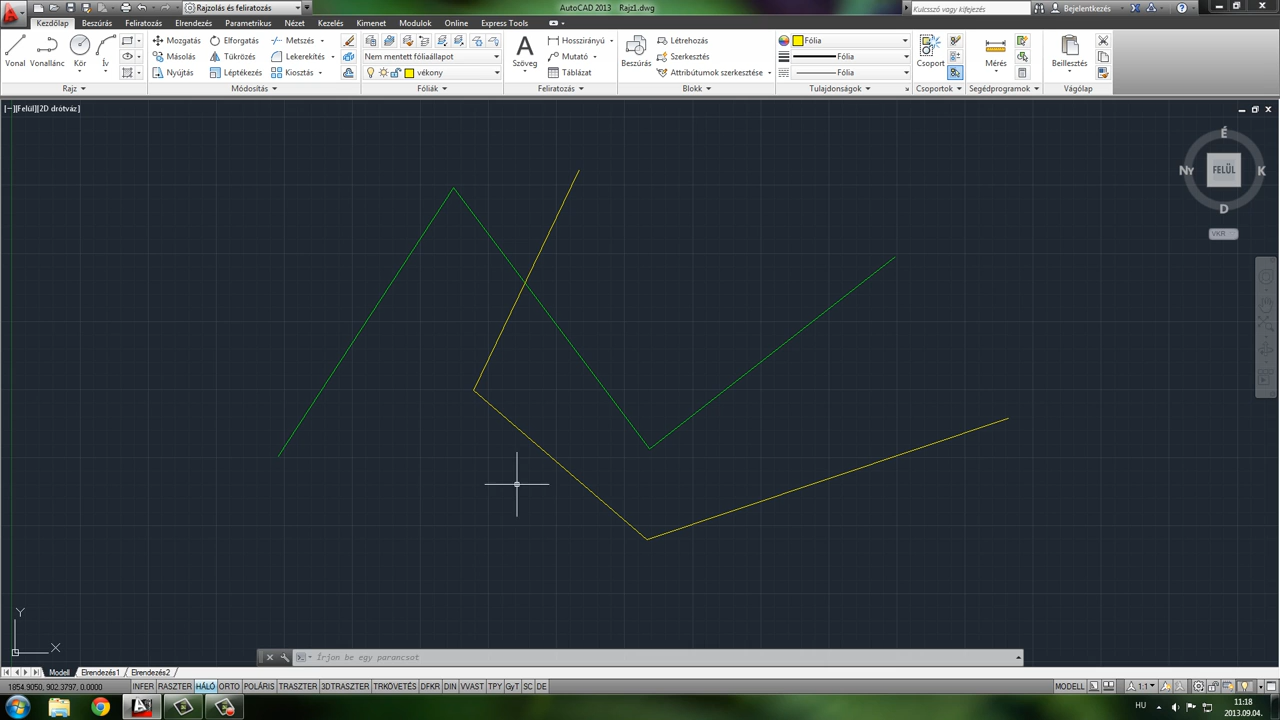 Rajzolás és feliratozás
AutoCAD 2013 Rajz1.dwg
Kulcsszó vagy kifejezés
Bejelentkezés
Kezdőlap Beszúrás Feliratozás Elrendezés Parametrikus Nézet Kezelés Kimenet Modulok Online Express Tools
Mozgatás Elforgatás Metszés
Másolás Tükrözés Lekerekítés
Nyújtás Léptékezés Kiosztás
Vonal Vonallánc Kör Ív
Nem mentett fóliaállapot
vékony
Szöveg
Hosszirányú
Mutató
Táblázat
Beszúrás
Létrehozás
Szerkesztés
Attribútumok szerkesztése
Fólia
Fólia
Fólia
Csoport
Mérés
Beillesztés
Rajz Módosítás Fóliák Feliratozás Blokk Tulajdonságok Csoportok Segédprogramok Vágólap
[−][Felül][2D drótváz]
É
Ny FELÜL K
D
VKR
Y
X
Írjon be egy parancsot
Modell Elrendezés1 Elrendezés2
1854.9050, 902.3797, 0.0000 INFER RASZTER HÁLÓ ORTO POLÁRIS TRASZTER 3DTRASZTER TRKÖVETÉS DFKR DIN VVAST TPY GyT SC DE MODELL 1:1
HU
11:18
2013.09.04.